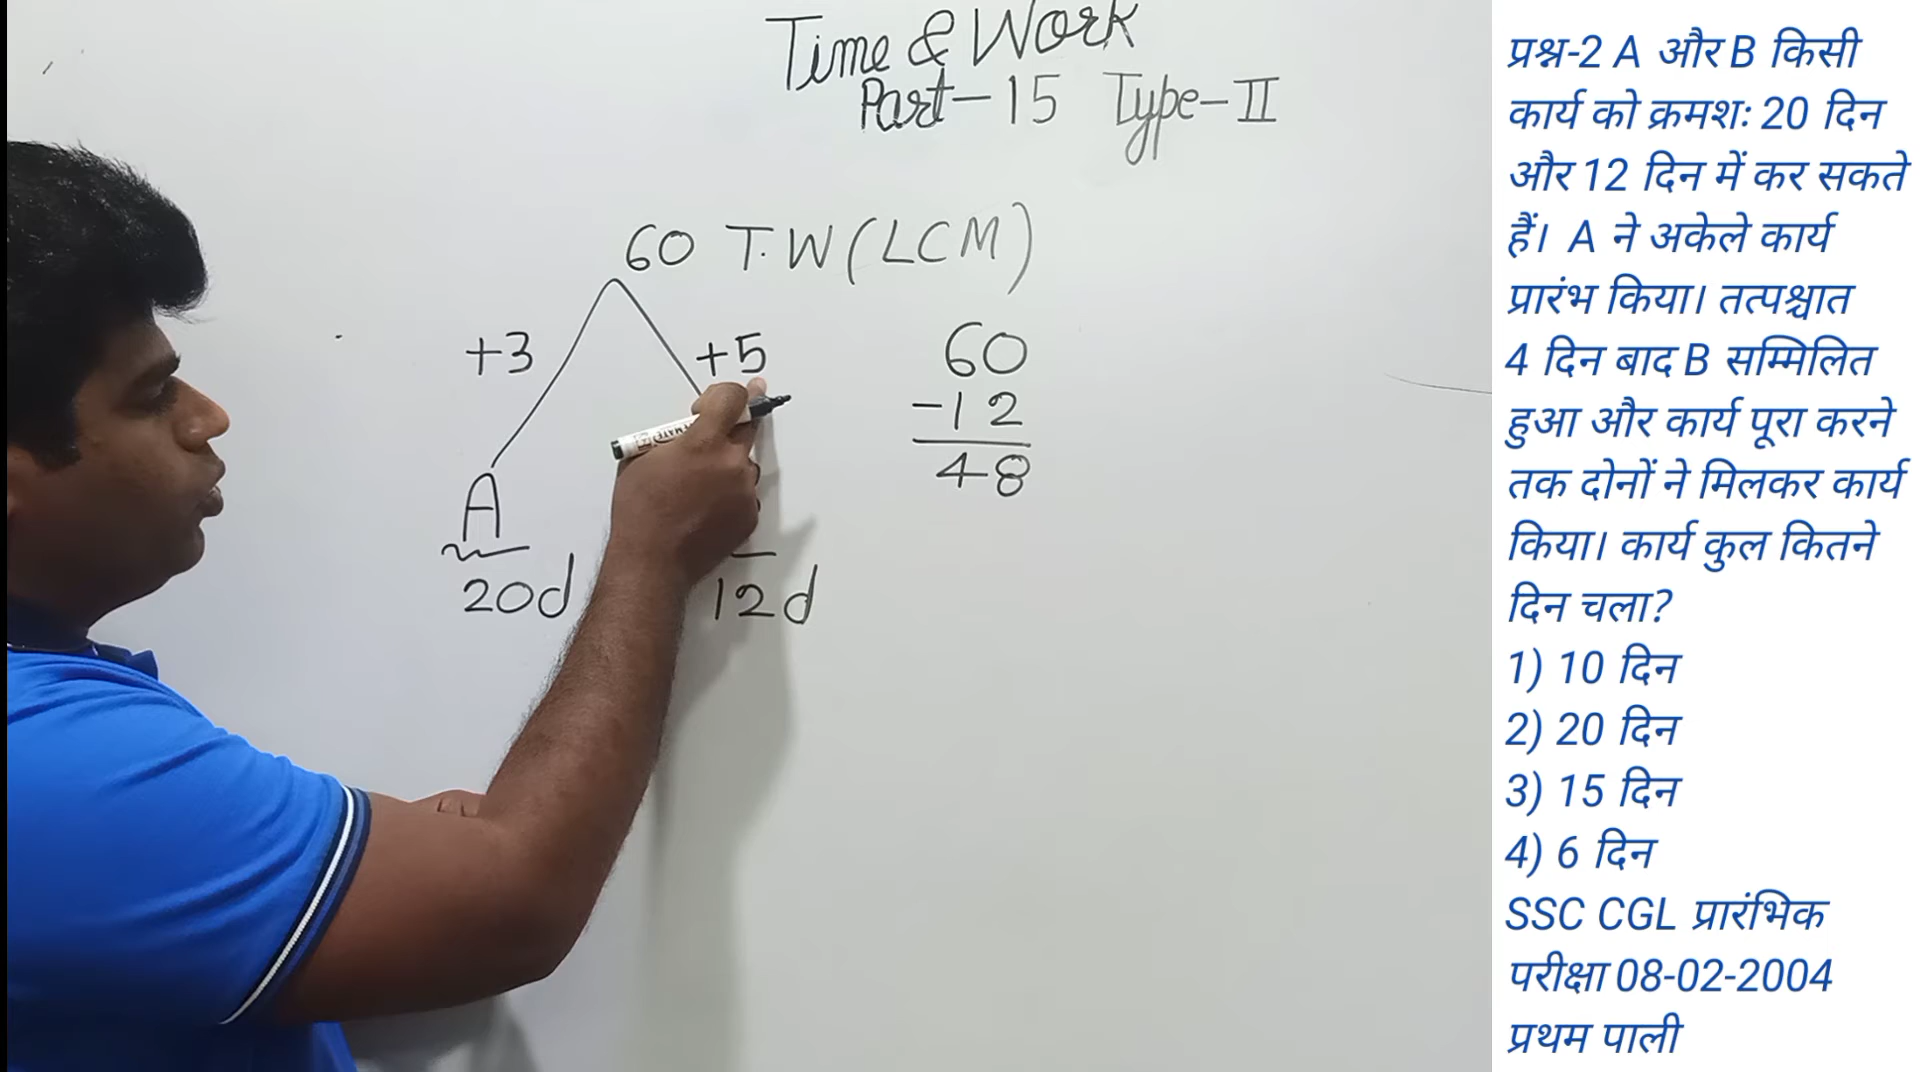 Time & Work
Part-15 Type-II
60 T.W (LCM)
+3 +5
60
-12
48
A
20d 12d
प्रश्न-2 A और B किसी
कार्य को क्रमशः 20 दिन
और 12 दिन में कर सकते
हैं। A ने अकेले कार्य
प्रारंभ किया। तत्पश्चात
4 दिन बाद B सम्मिलित
हुआ और कार्य पूरा करने
तक दोनों ने मिलकर कार्य
किया। कार्य कुल कितने
दिन चला?
1) 10 दिन
2) 20 दिन
3) 15 दिन
4) 6 दिन
SSC CGL प्रारंभिक
परीक्षा 08-02-2004
प्रथम पाली